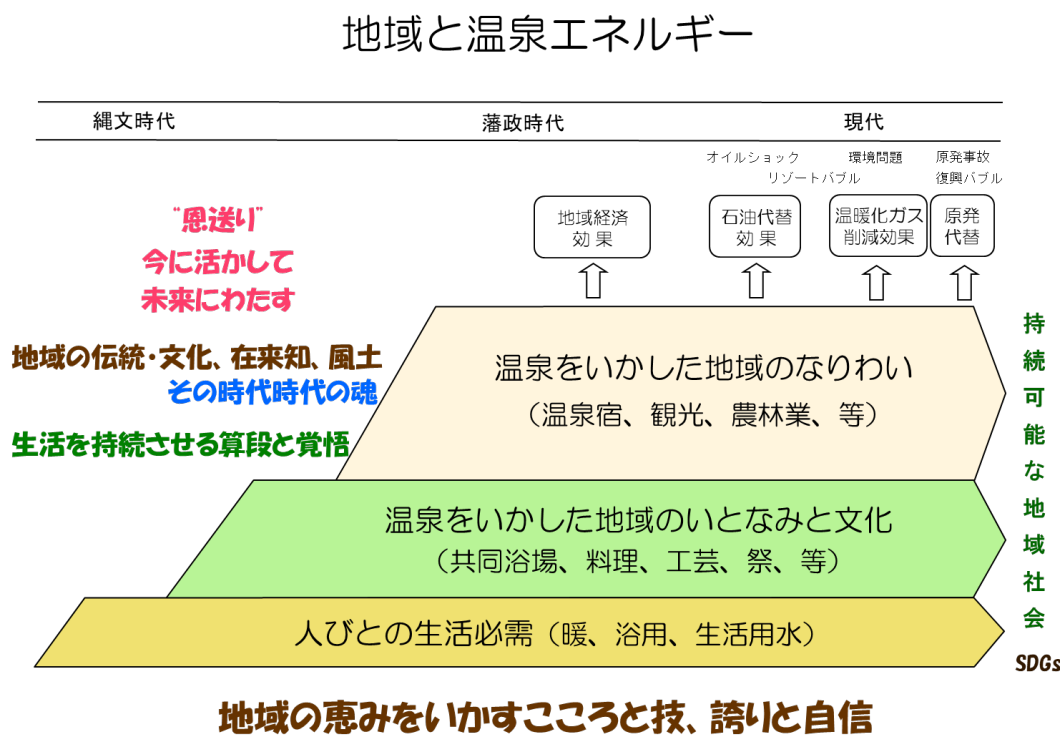 地域と温泉エネルギー
縄文時代
藩政時代
現代
オイルショック
リゾートバブル
環境問題
原発事故
復興バブル
地域経済
効 果
石油代替
効 果
温暖化ガス
削減効果
原発
代替
“恩送り”
今に活かして
未来にわたす
地域の伝統・文化、在来知、風土
その時代時代の魂
生活を持続させる算段と覚悟
温泉をいかした地域のなりわい
(温泉宿、観光、農林業、等)
温泉をいかした地域のいとなみと文化
(共同浴場、料理、工芸、祭、等)
人びとの生活必需(暖、浴用、生活用水)
持続可能な地域社会
SDGs
地域の恵みをいかすこころと技、誇りと自信